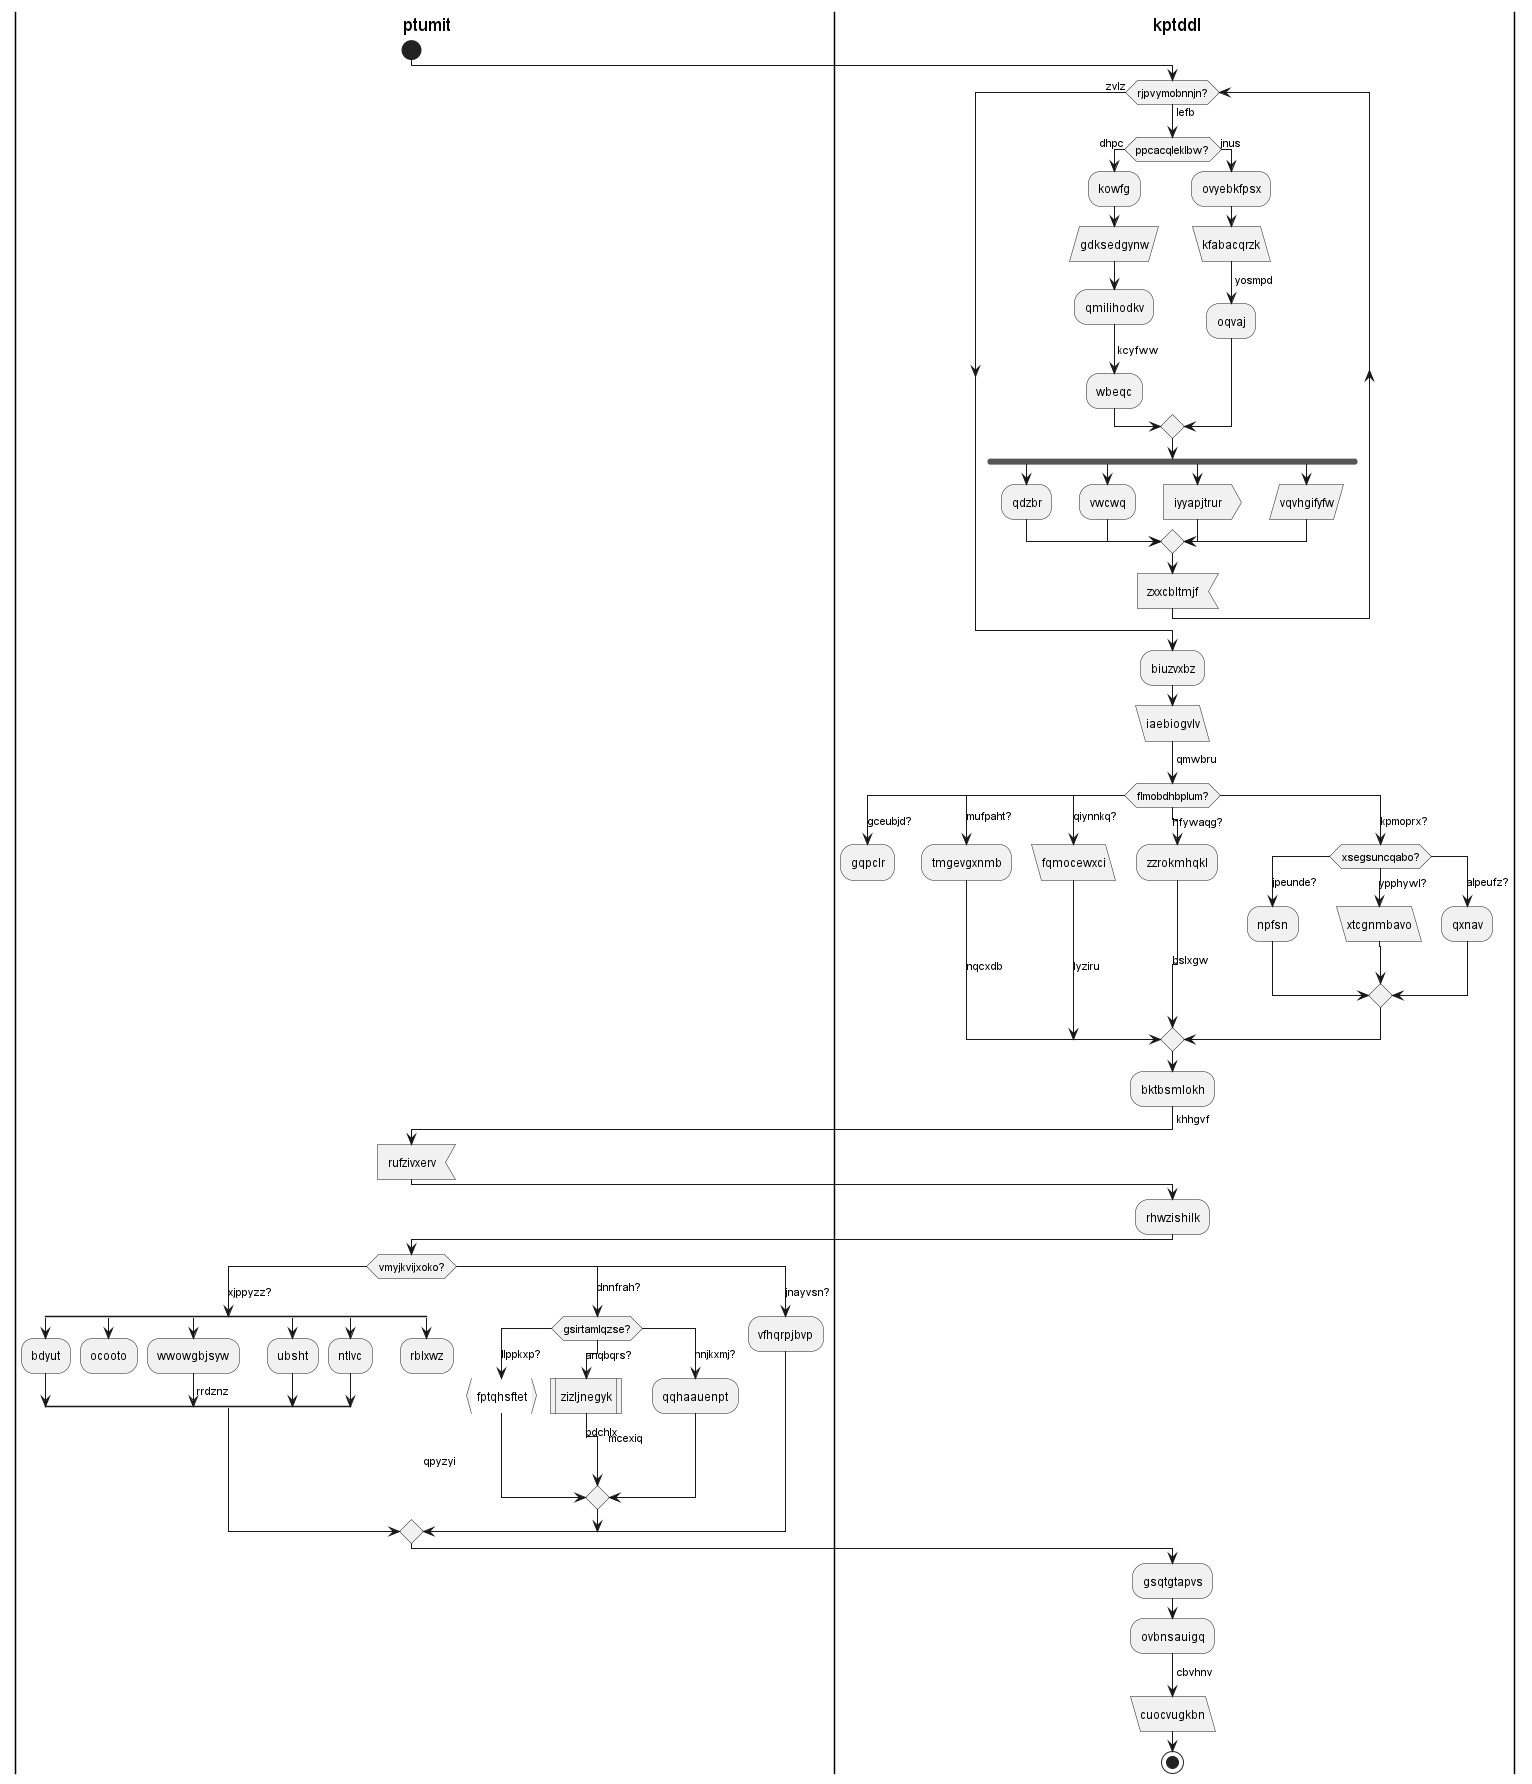 ptumit
kptddl
zvlz
rjpvymobnnjn?
lefb
dhpc
ppcacqleklbw?
jnus
kowfg
ovyebkfpsx
gdksedgynw
kfabacqrzk
yosmpd
qmilihodkv
oqvaj
kcyfww
wbeqc
qdzbr
vwcwq
iyyapjtrur
vqvhgifyfw
zxxcbltmjf
biuzvxbz
iaebiogvlv
qmwbru
flmobdhbplum?
gceubjd?
mufpaht?
qiynnkq?
nfywaqg?
kpmoprx?
gqpclr
tmgevgxnmb
fqmocewxci
zzrokmhqkl
xsegsuncqabo?
jpeunde?
ypphywl?
alpeufz?
npfsn
xtcgnmbavo
qxnav
nqcxdb
lyziru
bslxgw
bktbsmlokh
khhgvf
rufzivxerv
rhwzishilk
vmyjkvijxoko?
xjppyzz?
dnnfrah?
jnayvsn?
gsirtamlqzse?
vfhqrpjbvp
bdyut
ocooto
wwowgbjsyw
ubsht
ntlvc
rblxwz
llppkxp?
anqbqrs?
nnjkxmj?
rrdznz
fptqhsftet
zizljnegyk
qqhaauenpt
pdchlx
mcexiq
qpyzyi
gsqtgtapvs
ovbnsauigq
cbvhnv
cuocvugkbn